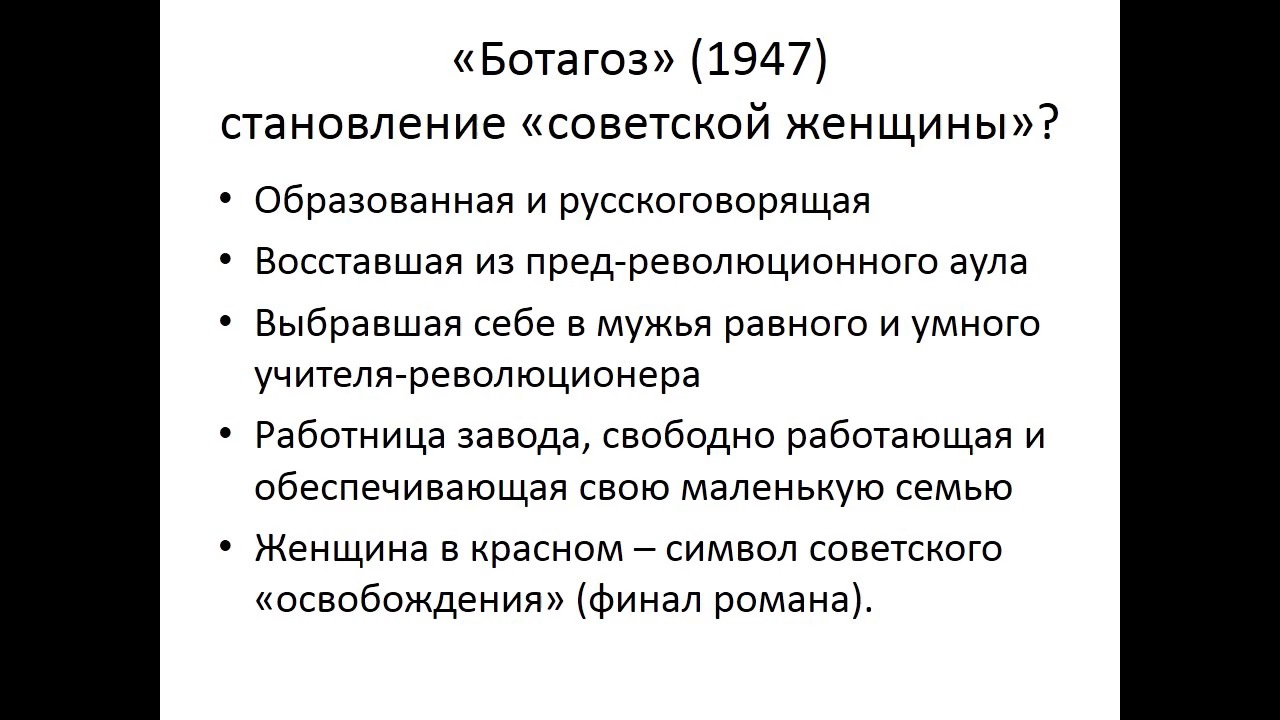 «Ботагоз» (1947)
становление «советской женщины»?
• Образованная и русскоговорящая
• Восставшая из пред-революционного аула
• Выбравшая себе в мужья равного и умного
учителя-революционера
• Работница завода, свободно работающая и
обеспечивающая свою маленькую семью
• Женщина в красном – символ советского
«освобождения» (финал романа).